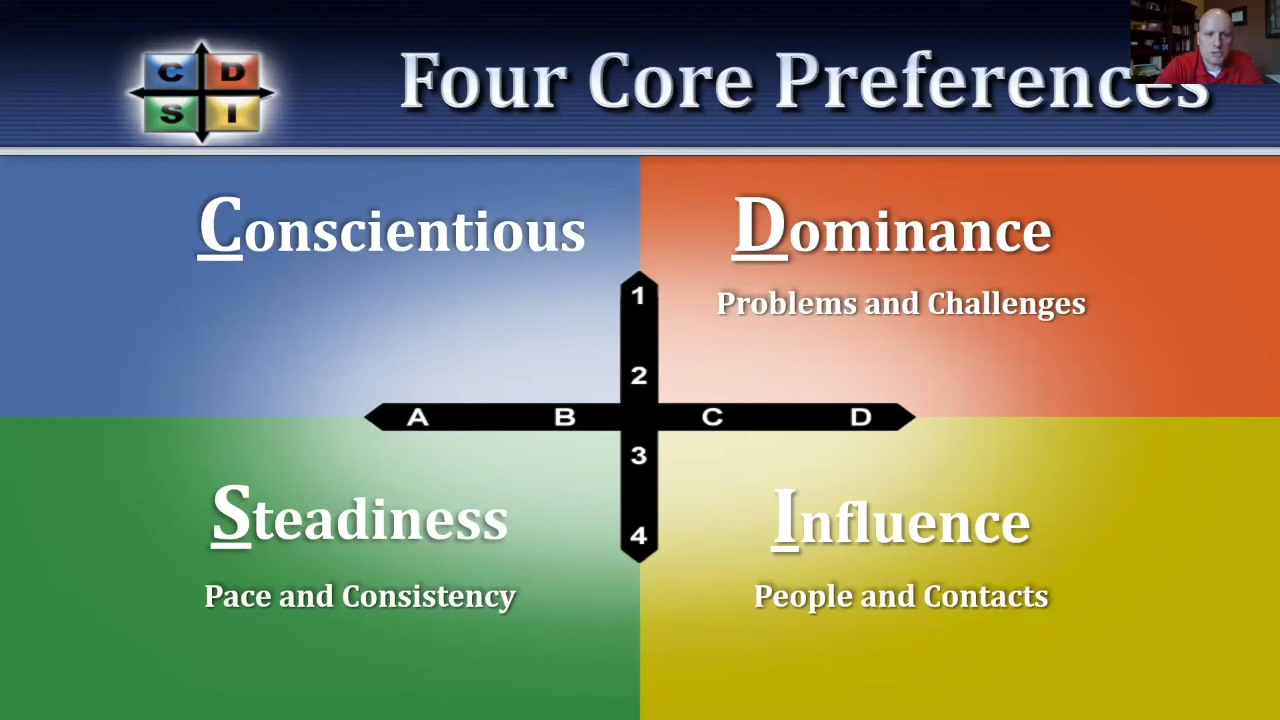 C D
S I
Four Core Preferences
Conscientious
Dominance
Problems and Challenges
1
2
A B C D
3
4
Steadiness
Influence
Pace and Consistency
People and Contacts